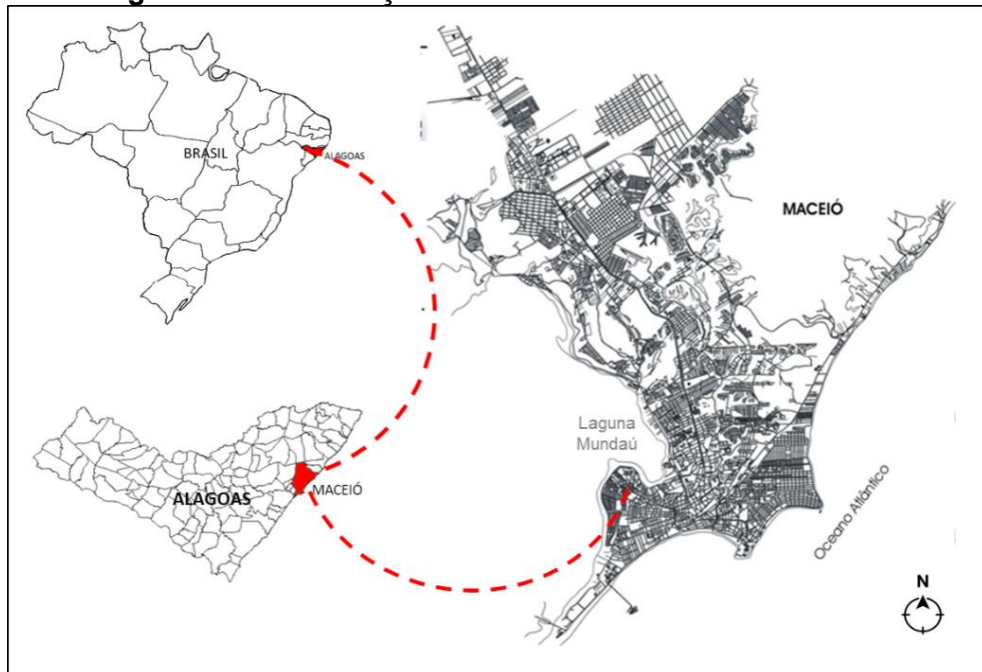 BRASIL
ALAGOAS
MACEIÓ
Laguna
Mundaú
ALAGOAS
MACEIÓ
Oceano Atlântico
N